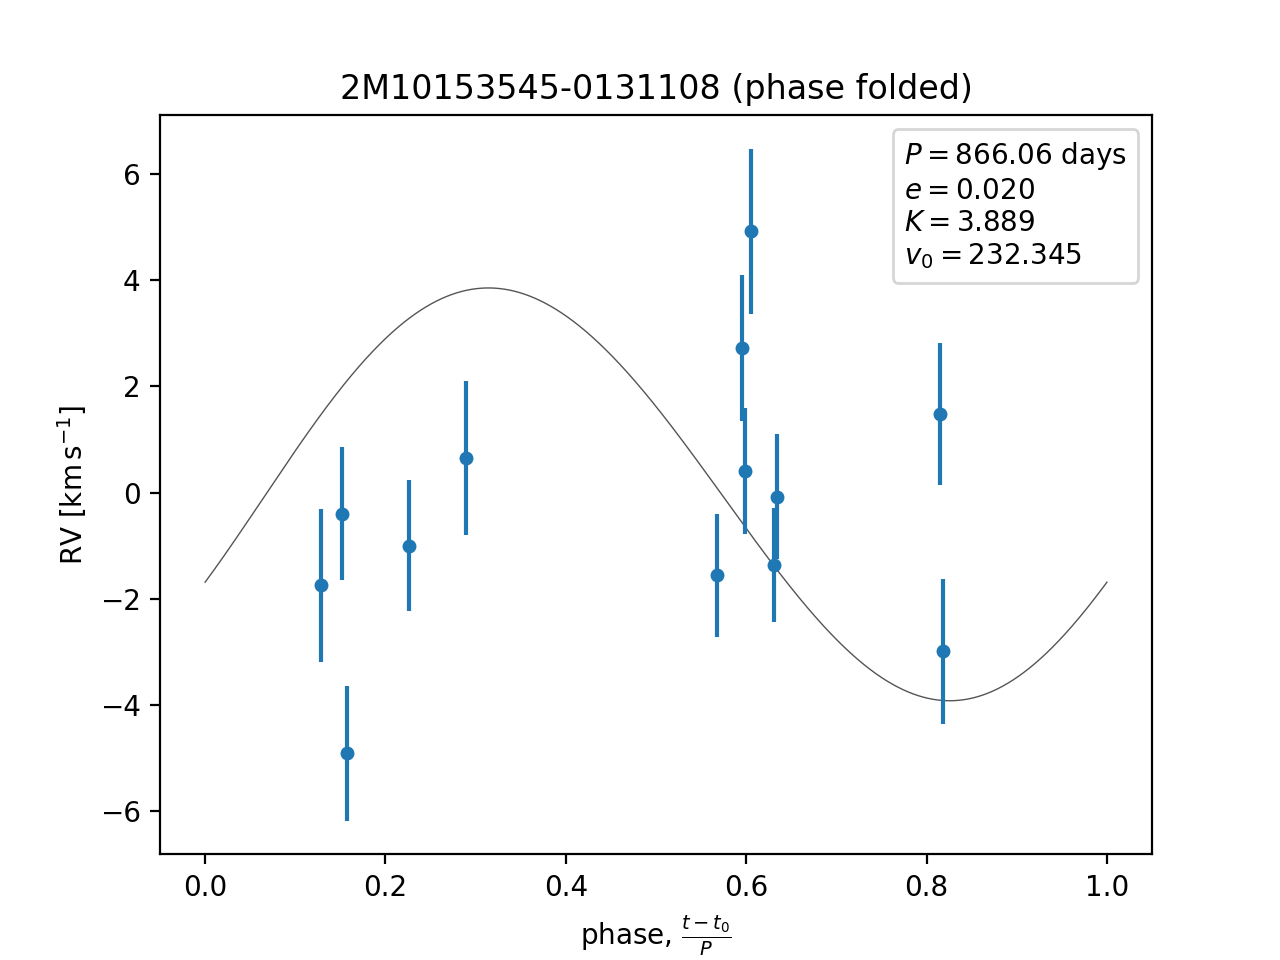 2M10153545-0131108 (phase folded)
P = 866.06 days
e = 0.020
K = 3.889
v₀ = 232.345
RV [km s⁻¹]
6
4
2
0
−2
−4
−6
0.0 0.2 0.4 0.6 0.8 1.0
phase, (t − t₀)/P